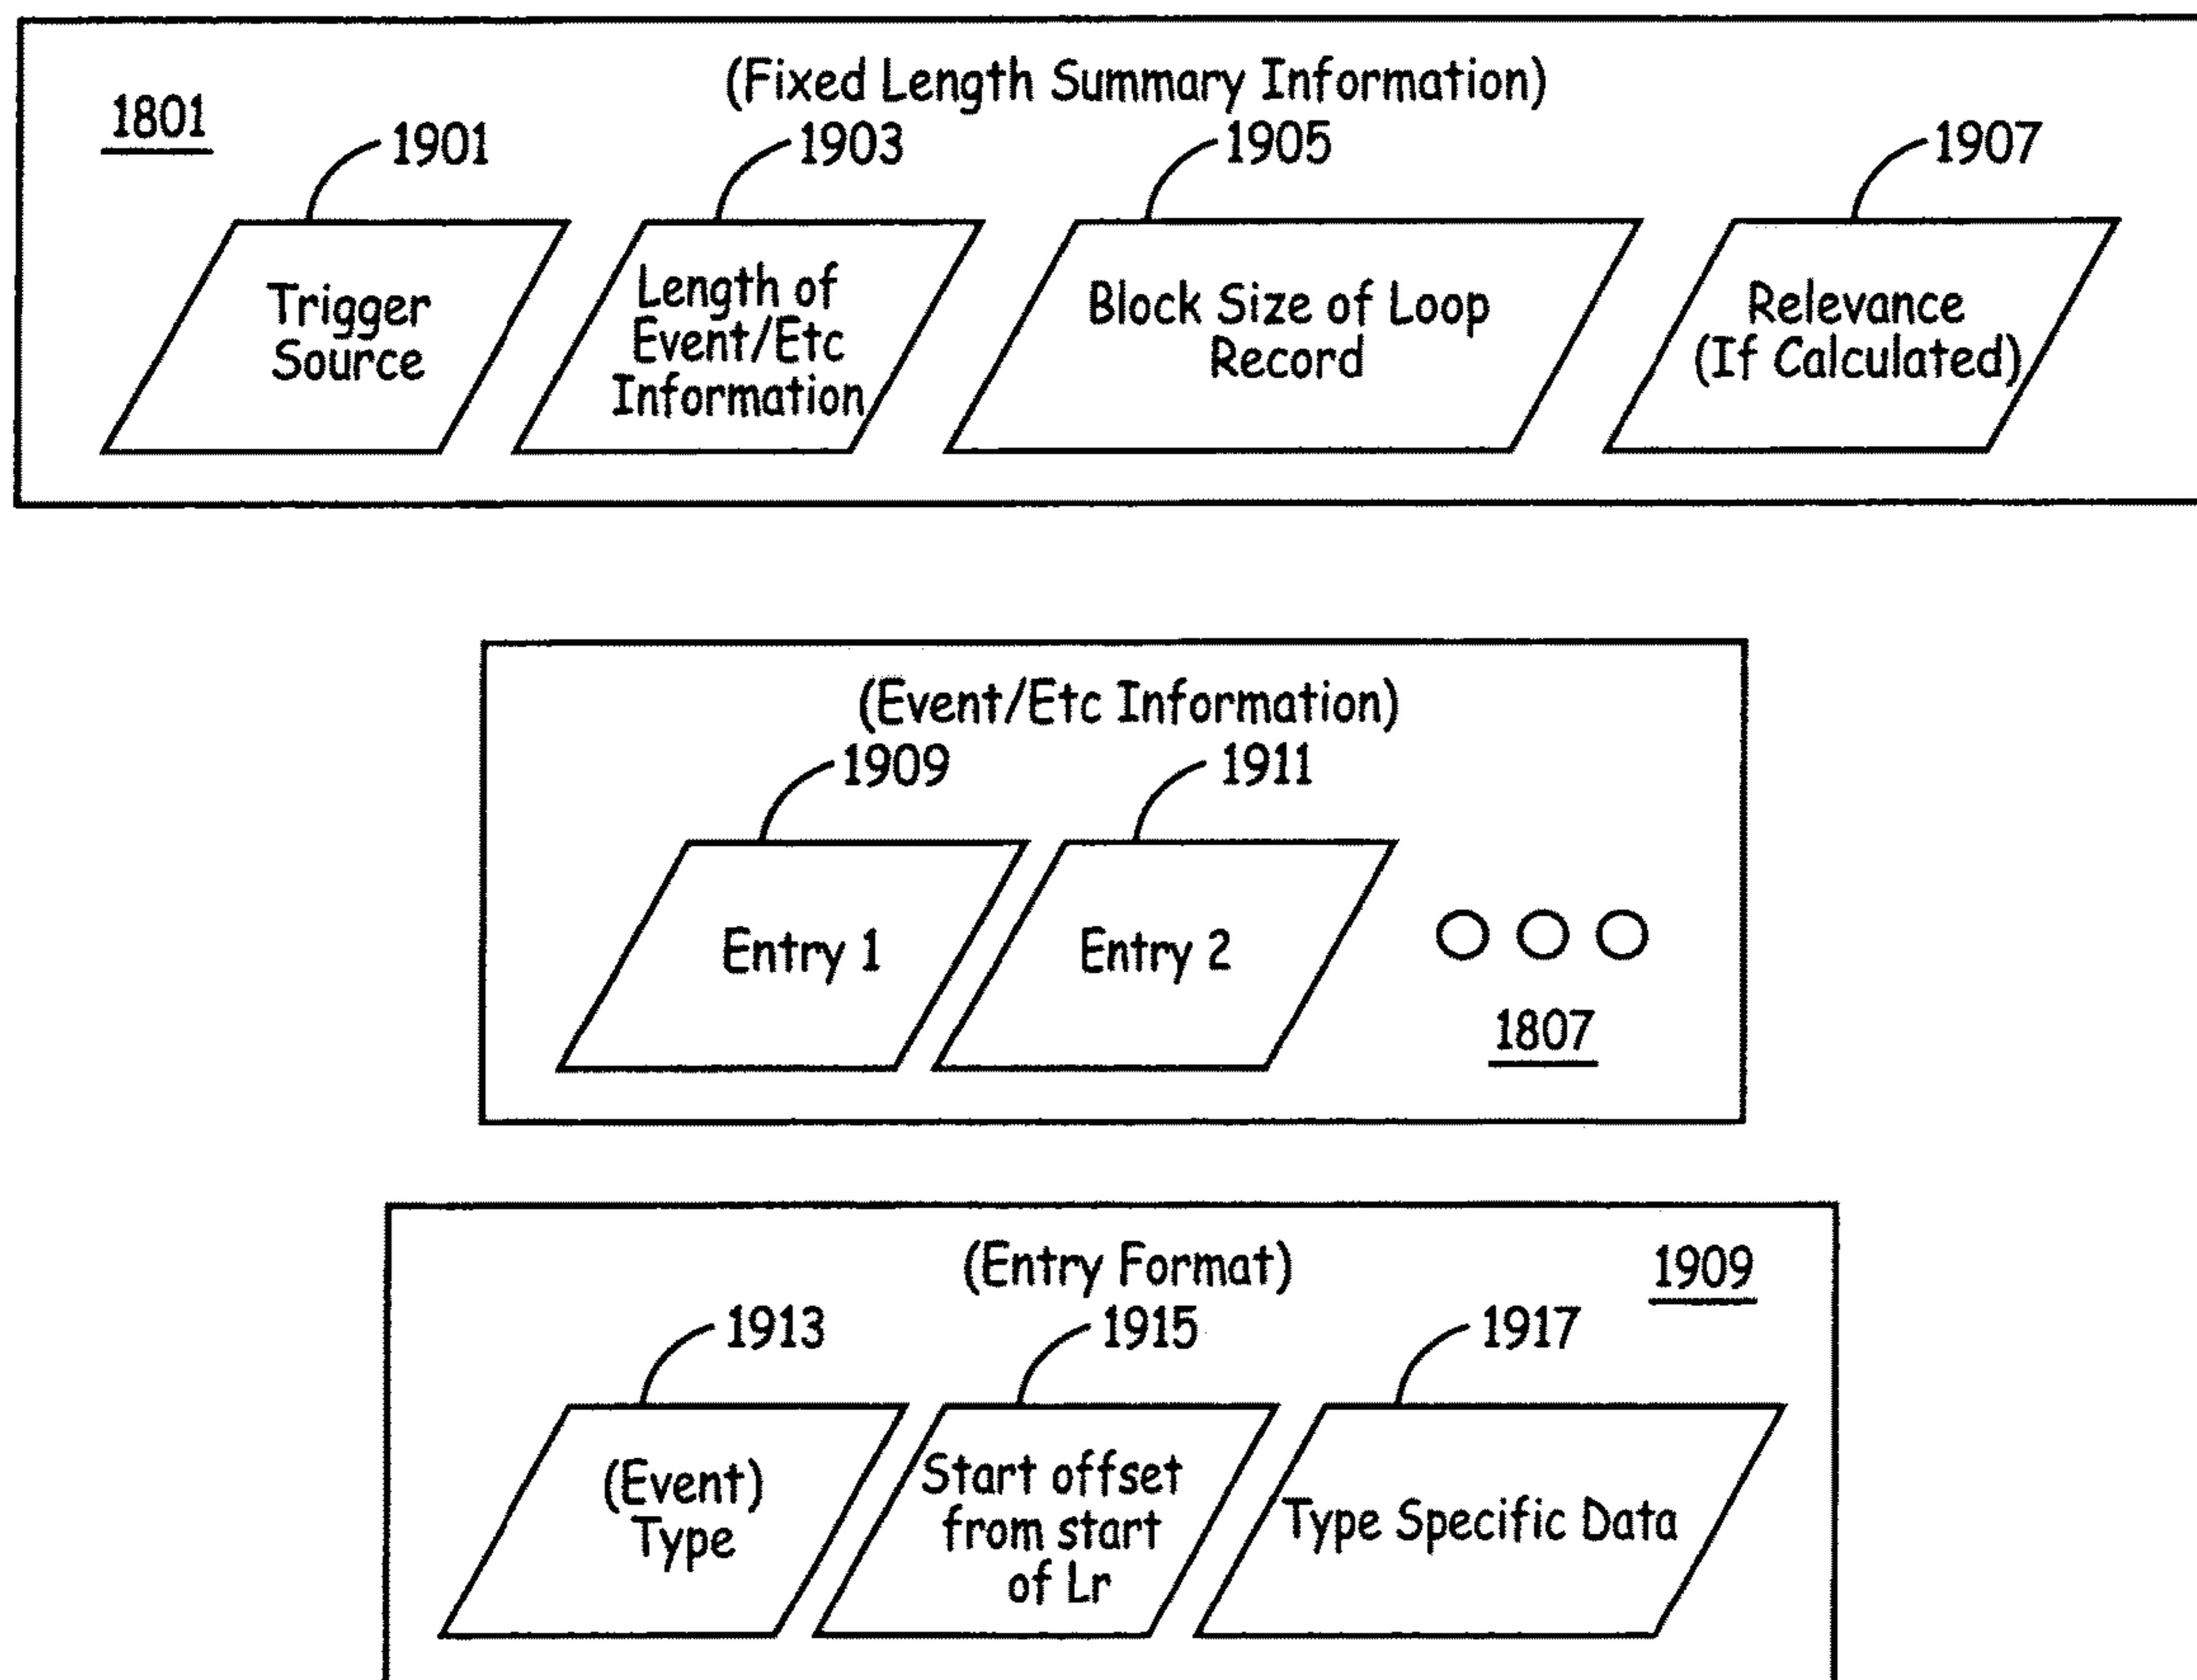 (Fixed Length Summary Information)
1801
1901
1903
1905
1907
Trigger
Source
Length of
Event/Etc
Information
Block Size of Loop
Record
Relevance
(If Calculated)
(Event/Etc Information)
1909
1911
Entry 1
Entry 2
1807
(Entry Format)
1909
1913
1915
1917
(Event)
Type
Start offset
from start
of Lr
Type Specific Data